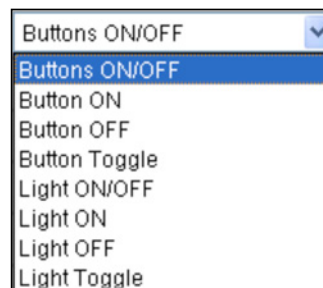 Buttons ON/OFF
Buttons ON/OFF
Button ON
Button OFF
Button Toggle
Light ON/OFF
Light ON
Light OFF
Light Toggle